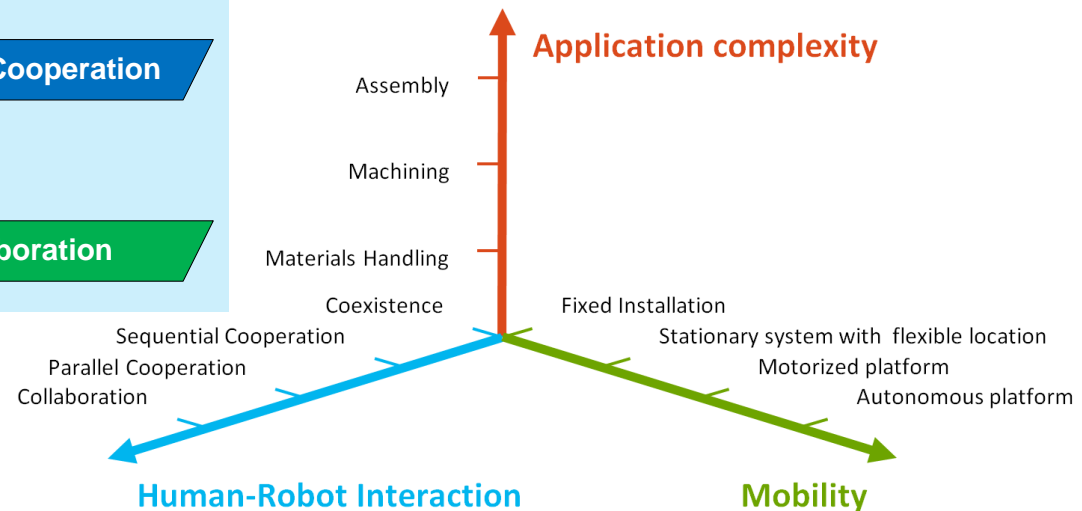 Cooperation
Application complexity
Assembly
Machining
boration
Materials Handling
Coexistence
Fixed Installation
Sequential Cooperation
Stationary system with flexible location
Parallel Cooperation
Motorized platform
Collaboration
Autonomous platform
Human-Robot Interaction
Mobility